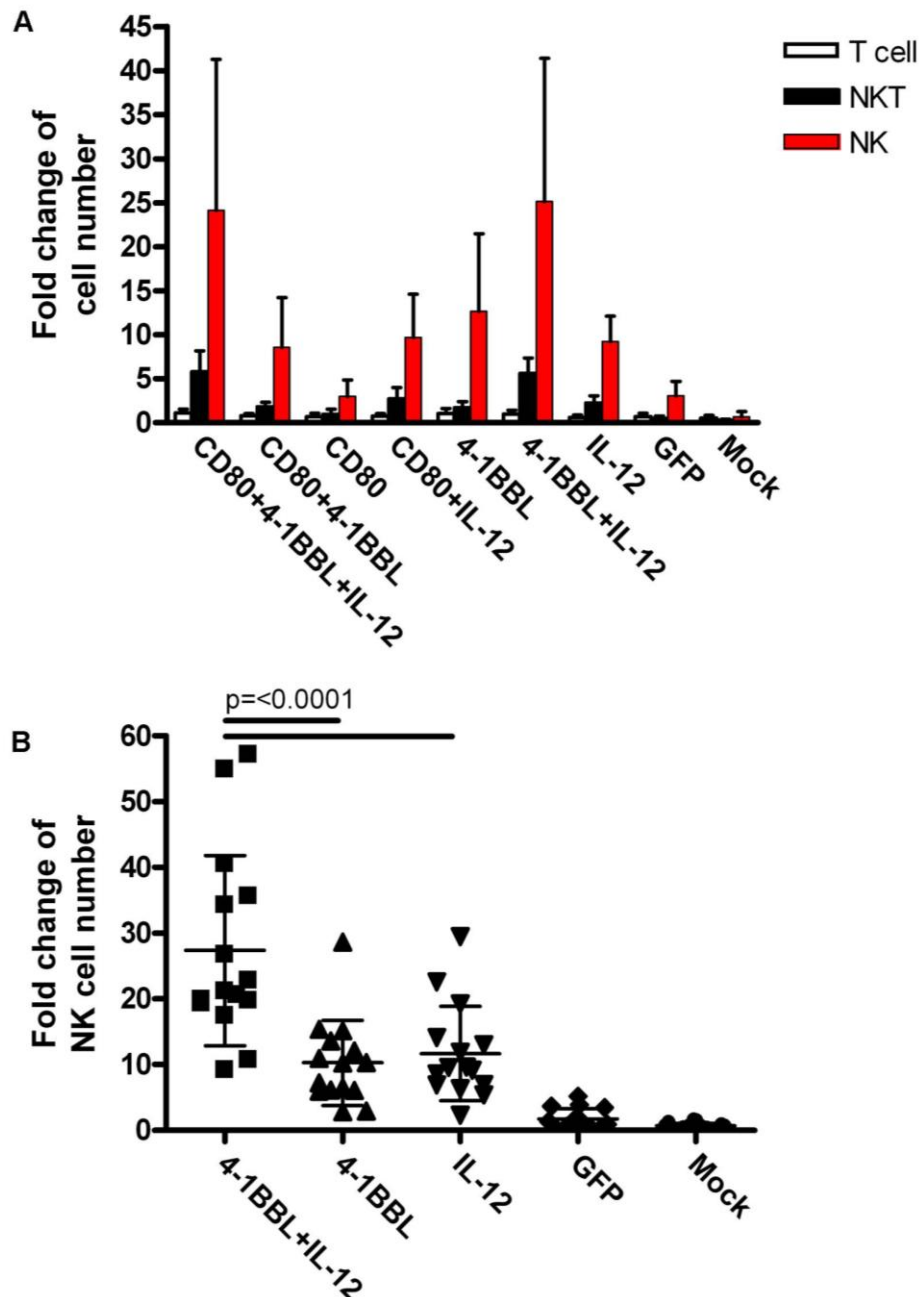 A
Fold change of
cell number
45
40
35
30
25
20
15
10
5
0
T cell
NKT
NK
CD80+4-1BBL+IL-12
CD80+4-1BBL
CD80
CD80+IL-12
4-1BBL
4-1BBL+IL-12
IL-12
GFP
Mock
B
p=<0.0001
Fold change of
NK cell number
60
50
40
30
20
10
0
4-1BBL+IL-12
4-1BBL
IL-12
GFP
Mock